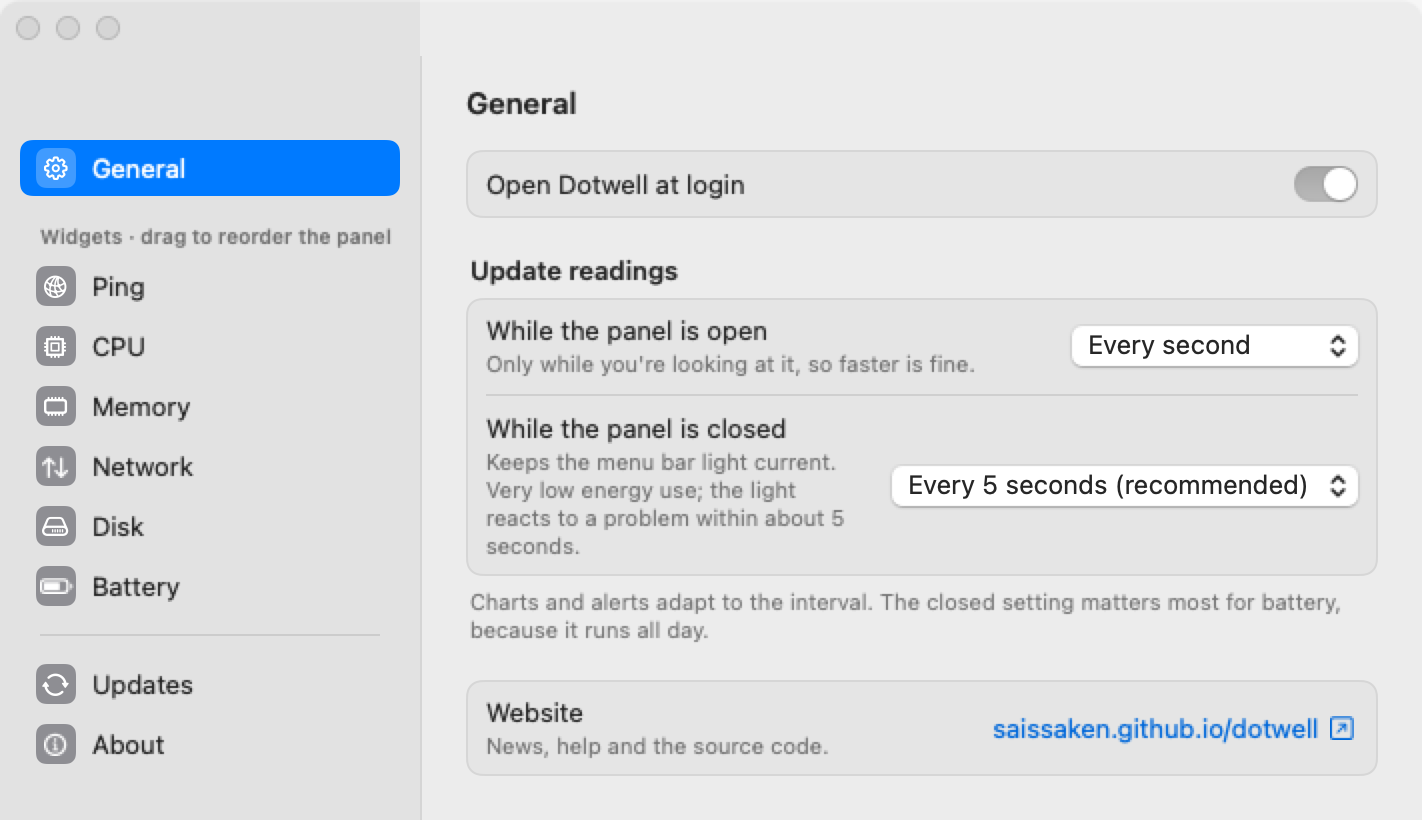 General
Widgets · drag to reorder the panel
Ping
CPU
Memory
Network
Disk
Battery
Updates
About
General
Open Dotwell at login
Update readings
While the panel is open
Only while you're looking at it, so faster is fine.
Every second
While the panel is closed
Keeps the menu bar light current.
Very low energy use; the light
reacts to a problem within about 5
seconds.
Every 5 seconds (recommended)
Charts and alerts adapt to the interval. The closed setting matters most for battery,
because it runs all day.
Website
News, help and the source code.
saissaken.github.io/dotwell